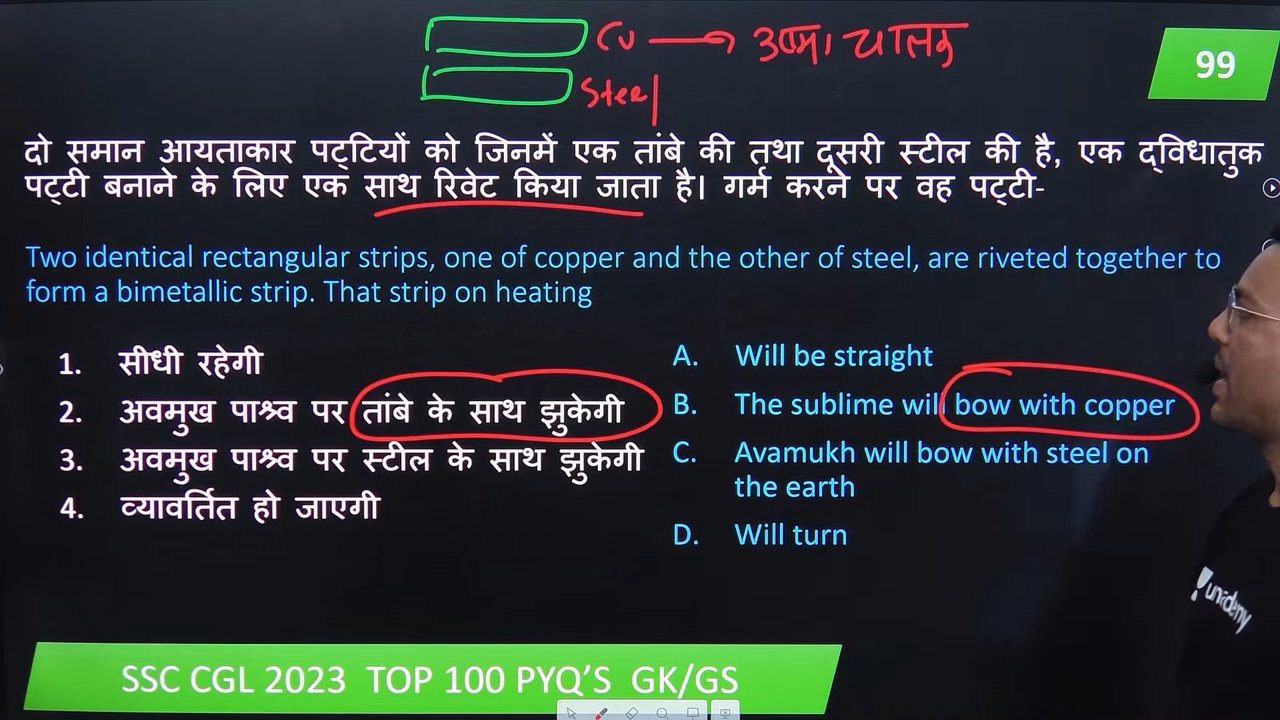 Cu → उष्मा चालक
Steel
99
दो समान आयताकार पट्टियों को जिनमें एक तांबे की तथा दूसरी स्टील की है, एक द्विधातुक
पट्टी बनाने के लिए एक साथ रिवेट किया जाता है। गर्म करने पर वह पट्टी-
Two identical rectangular strips, one of copper and the other of steel, are riveted together to
form a bimetallic strip. That strip on heating
1. सीधी रहेगी
2. अवमुख पाश्र्व पर तांबे के साथ झुकेगी
3. अवमुख पाश्र्व पर स्टील के साथ झुकेगी
4. व्यावर्तित हो जाएगी
A. Will be straight
B. The sublime will bow with copper
C. Avamukh will bow with steel on
the earth
D. Will turn
unacademy
SSC CGL 2023 TOP 100 PYQ'S GK/GS